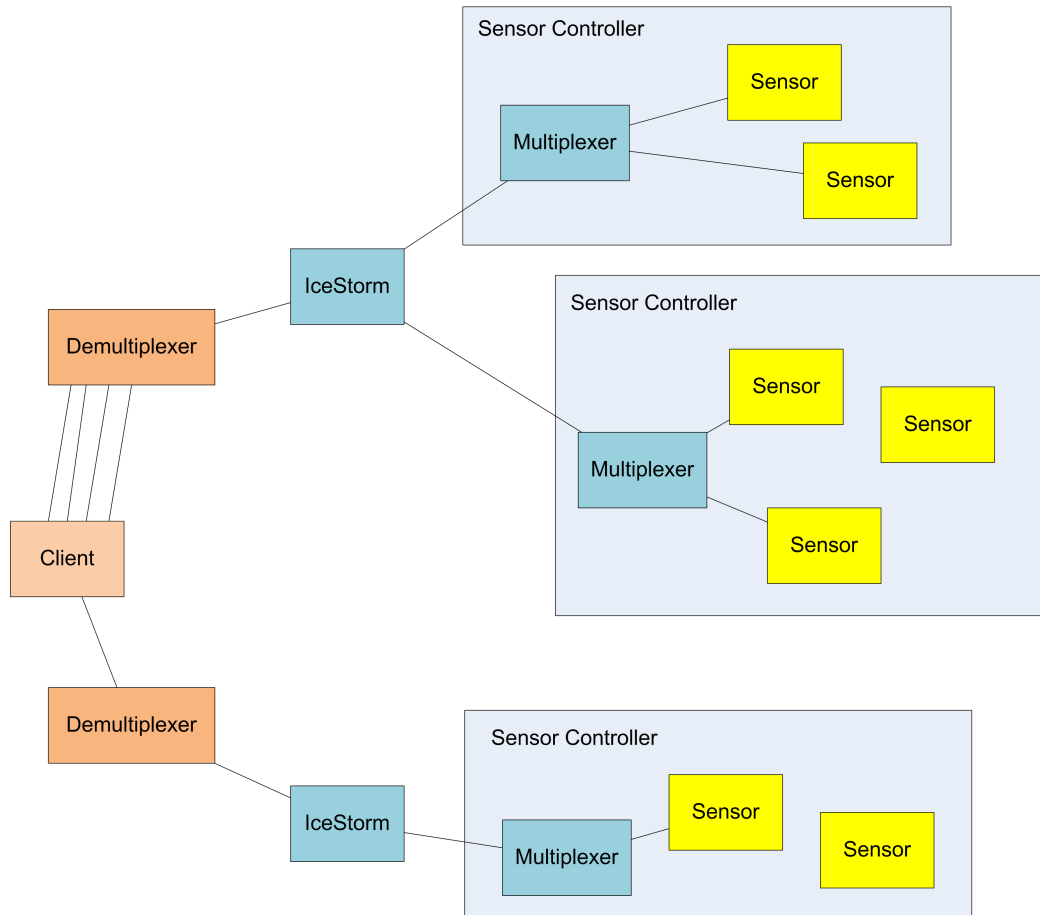 Sensor Controller
Sensor
Multiplexer
Sensor
IceStorm
Sensor Controller
Demultiplexer
Sensor
Sensor
Multiplexer
Sensor
Client
Demultiplexer
Sensor Controller
IceStorm
Sensor
Multiplexer
Sensor